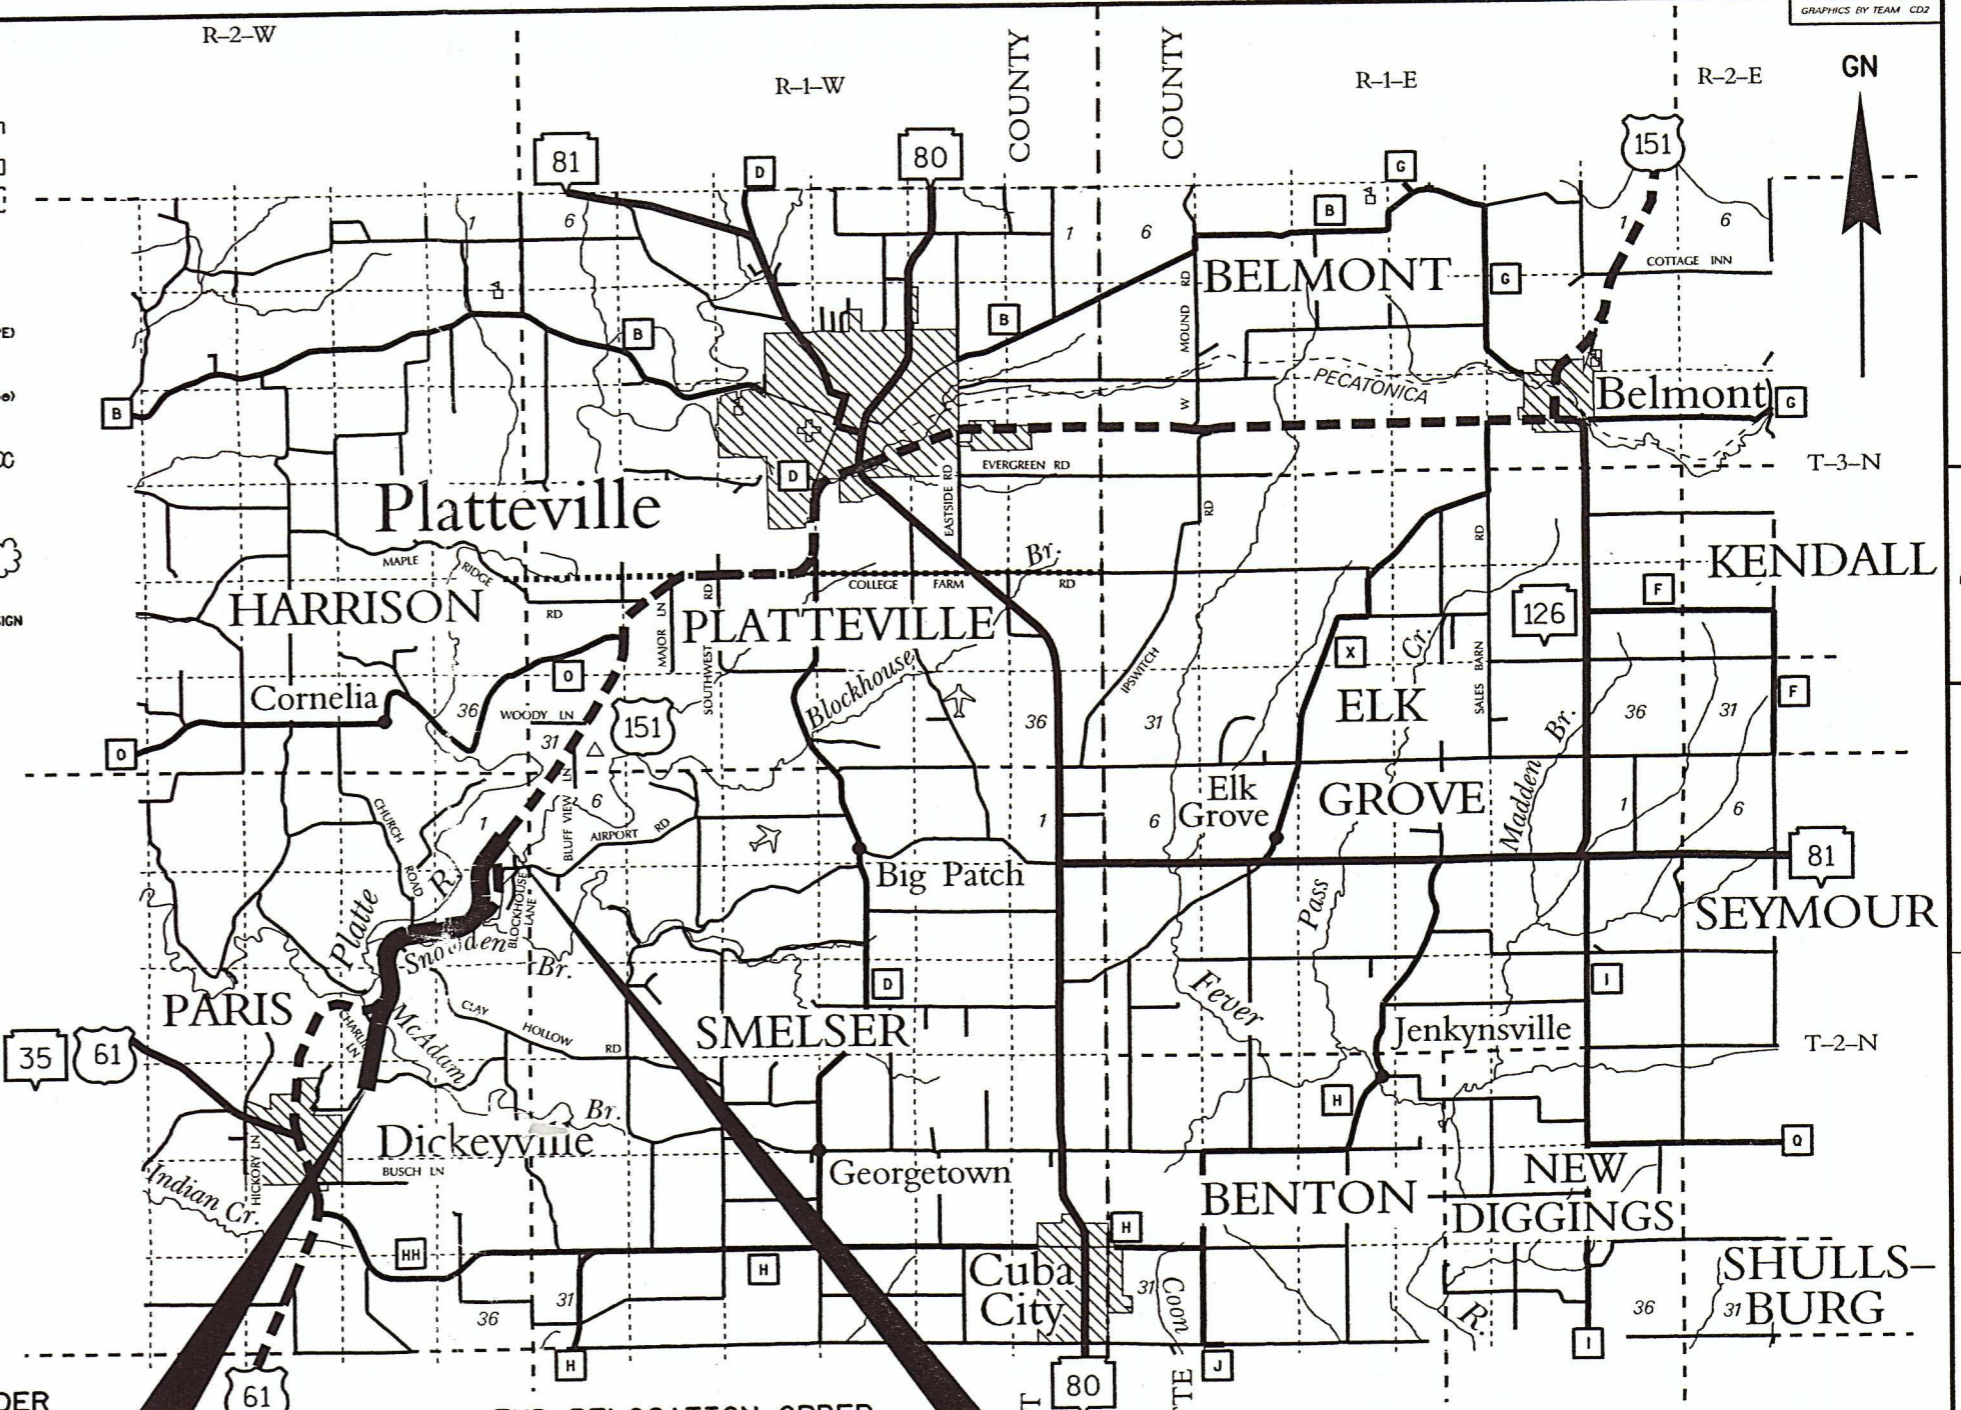 GRAPHICS BY TEAM CD2
R-2-W
R-1-W
COUNTY
COUNTY
R-1-E
R-2-E
GN
81
D
80
G
151
1
6
1
6
B
1
6
COTTAGE INN
BELMONT
G
B
B
MOUND RD
W
PECATONICA
Belmont
G
B
D
EVERGREEN RD
T-3-N
Platteville
EASTSIDE RD
RD
RD
MAPLE
RIDGE
RD
Br.
COLLEGE FARM RD
KENDALL
F
HARRISON
MAJOR LN
RD
SOUTHWEST
PLATTEVILLE
126
X
Cr.
SALES BARN
IPSWITCH
Blockhouse
O
Cornelia
36
WOODY LN
31
151
36
31
ELK
Br.
36
31
F
O
CHURCH
ROAD
1
6
BLUFF VIEW LN
AIRPORT RD
1
6
Elk
Grove
GROVE
Madden
1
6
81
Big Patch
Platte
R.
BLOCKHOUSE
LANE
Snowden
Br.
Pass
SEYMOUR
D
I
PARIS
CHARLIE
LN
McAdam
CLAY
HOLLOW
RD
SMELSER
Fever
Jenkynsville
T-2-N
35
61
H
Br.
Dickeyville
BUSCH LN
HICKORY LN
Indian Cr.
Georgetown
Q
NEW
DIGGINGS
BENTON
HH
H
H
Cuba
City
31
Coon
R.
SHULLS-
BURG
36
31
36
31
H
J
I
61
80